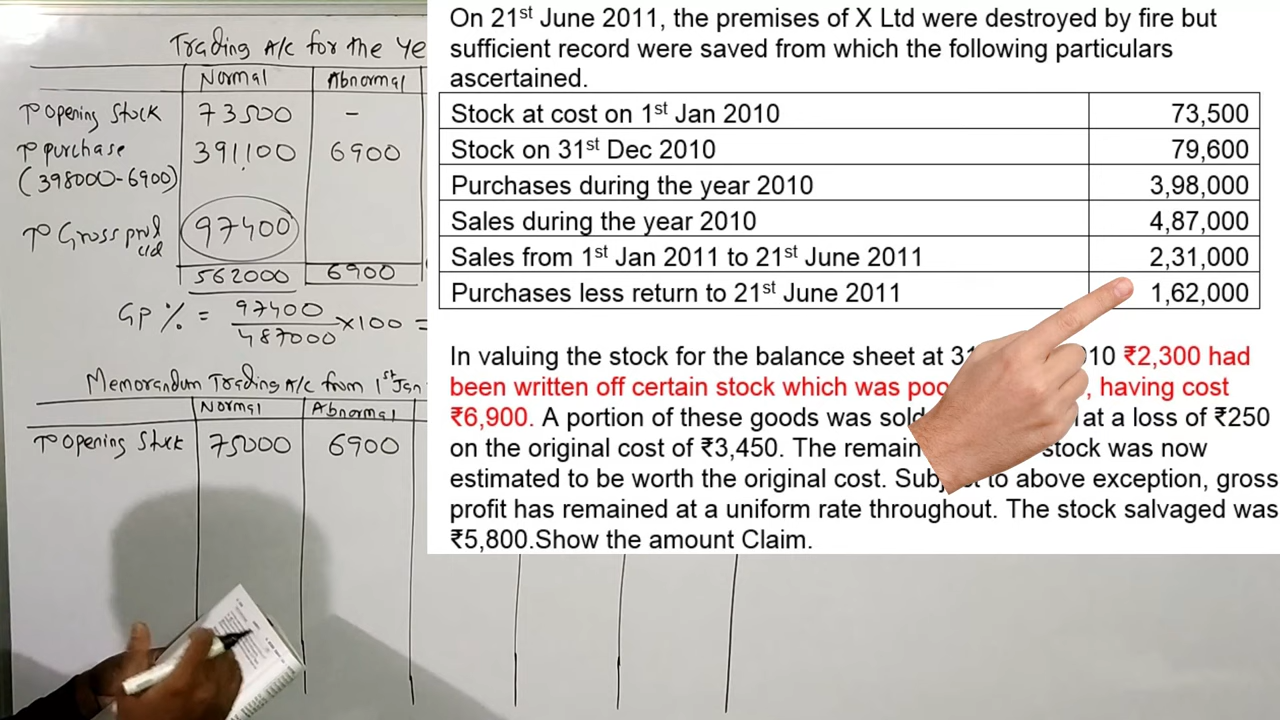 Trading A/C for the Ye
Normal Abnormal
To Opening Stock 73500 -
To purchase 391100 6900
(398000-6900)
To Gross prof 97400
c/d
562000 6900
GP % = 97400 / 487000 x100 =
Memorandum Trading A/C from 1st Jan
Normal Abnormal
To Opening Stock 75000 6900
On 21st June 2011, the premises of X Ltd were destroyed by fire but
sufficient record were saved from which the following particulars
ascertained.
Stock at cost on 1st Jan 2010 73,500
Stock on 31st Dec 2010 79,600
Purchases during the year 2010 3,98,000
Sales during the year 2010 4,87,000
Sales from 1st Jan 2011 to 21st June 2011 2,31,000
Purchases less return to 21st June 2011 1,62,000
In valuing the stock for the balance sheet at 31 10 ₹2,300 had
been written off certain stock which was poo , having cost
₹6,900. A portion of these goods was sold at a loss of ₹250
on the original cost of ₹3,450. The remain stock was now
estimated to be worth the original cost. Subject to above exception, gross
profit has remained at a uniform rate throughout. The stock salvaged was
₹5,800.Show the amount Claim.